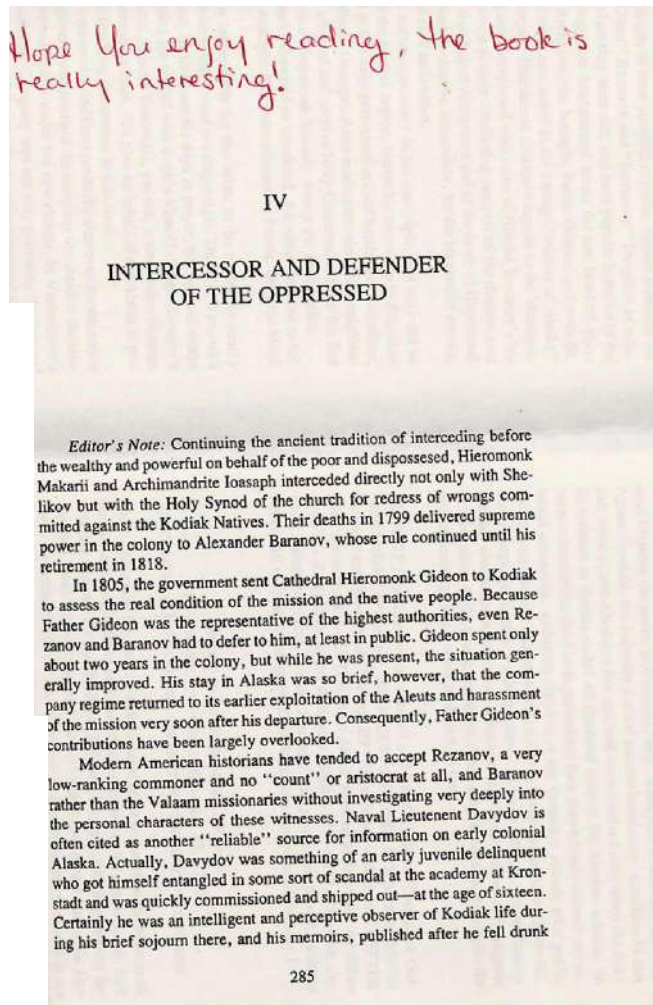 Hope You enjoy reading, the book is
really interesting!
IV
INTERCESSOR AND DEFENDER
OF THE OPPRESSED
Editor's Note: Continuing the ancient tradition of interceding before
the wealthy and powerful on behalf of the poor and dispossesed, Hieromonk
Makarii and Archimandrite Ioasaph interceded directly not only with She-
likov but with the Holy Synod of the church for redress of wrongs com-
mitted against the Kodiak Natives. Their deaths in 1799 delivered supreme
power in the colony to Alexander Baranov, whose rule continued until his
retirement in 1818.
In 1805, the government sent Cathedral Hieromonk Gideon to Kodiak
to assess the real condition of the mission and the native people. Because
Father Gideon was the representative of the highest authorities, even Re-
zanov and Baranov had to defer to him, at least in public. Gideon spent only
about two years in the colony, but while he was present, the situation gen-
erally improved. His stay in Alaska was so brief, however, that the com-
pany regime returned to its earlier exploitation of the Aleuts and harassment
of the mission very soon after his departure. Consequently, Father Gideon's
contributions have been largely overlooked.
Modern American historians have tended to accept Rezanov, a very
low-ranking commoner and no "count" or aristocrat at all, and Baranov
rather than the Valaam missionaries without investigating very deeply into
the personal characters of these witnesses. Naval Lieutenent Davydov is
often cited as another "reliable" source for information on early colonial
Alaska. Actually, Davydov was something of an early juvenile delinquent
who got himself entangled in some sort of scandal at the academy at Kron-
stadt and was quickly commissioned and shipped out—at the age of sixteen.
Certainly he was an intelligent and perceptive observer of Kodiak life dur-
ing his brief sojourn there, and his memoirs, published after he fell drunk
285